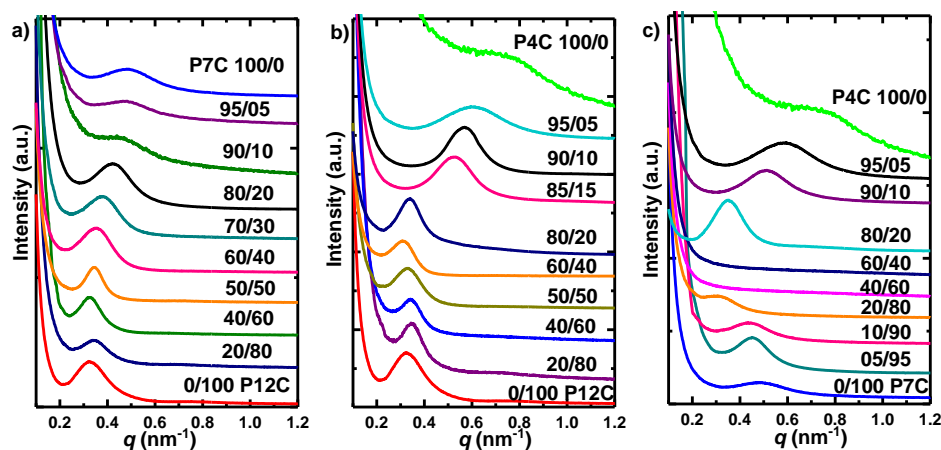 a)
P7C 100/0
95/05
90/10
80/20
70/30
60/40
50/50
40/60
20/80
0/100 P12C
Intensity (a.u.)
0.2 0.4 0.6 0.8 1.0 1.2
q (nm⁻¹)
b)
P4C 100/0
95/05
90/10
85/15
80/20
60/40
50/50
40/60
20/80
0/100 P12C
Intensity (a.u.)
0.2 0.4 0.6 0.8 1.0 1.2
q (nm⁻¹)
c)
P4C 100/0
95/05
90/10
80/20
60/40
40/60
20/80
10/90
05/95
0/100 P7C
Intensity (a.u.)
0.2 0.4 0.6 0.8 1.0 1.2
q (nm⁻¹)